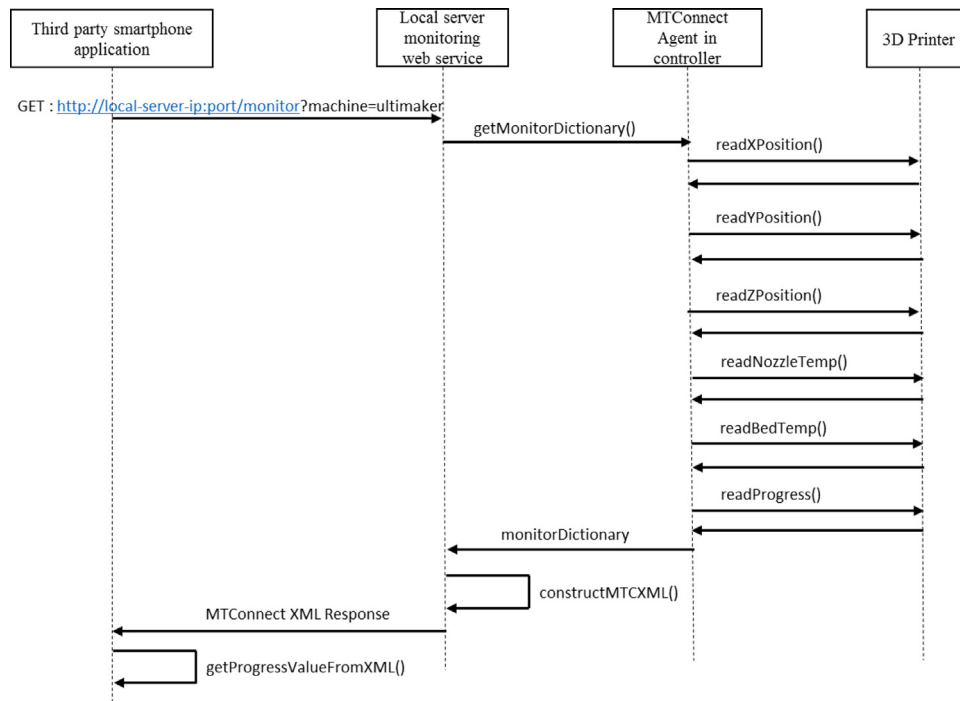 Third party smartphone
application
Local server
monitoring
web service
MTConnect
Agent in
controller
3D Printer
GET : http://local-server-ip:port/monitor?machine=ultimaker
getMonitorDictionary()
readXPosition()
readYPosition()
readZPosition()
readNozzleTemp()
readBedTemp()
readProgress()
monitorDictionary
constructMTCXML()
MTConnect XML Response
getProgressValueFromXML()